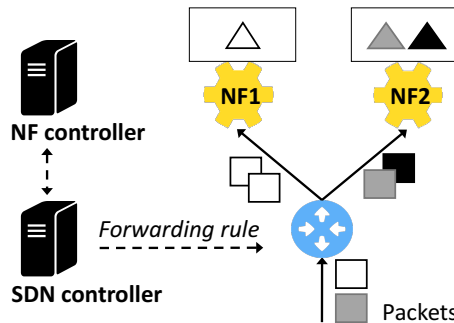 NF1
NF2
NF controller
Forwarding rule
SDN controller
Packets